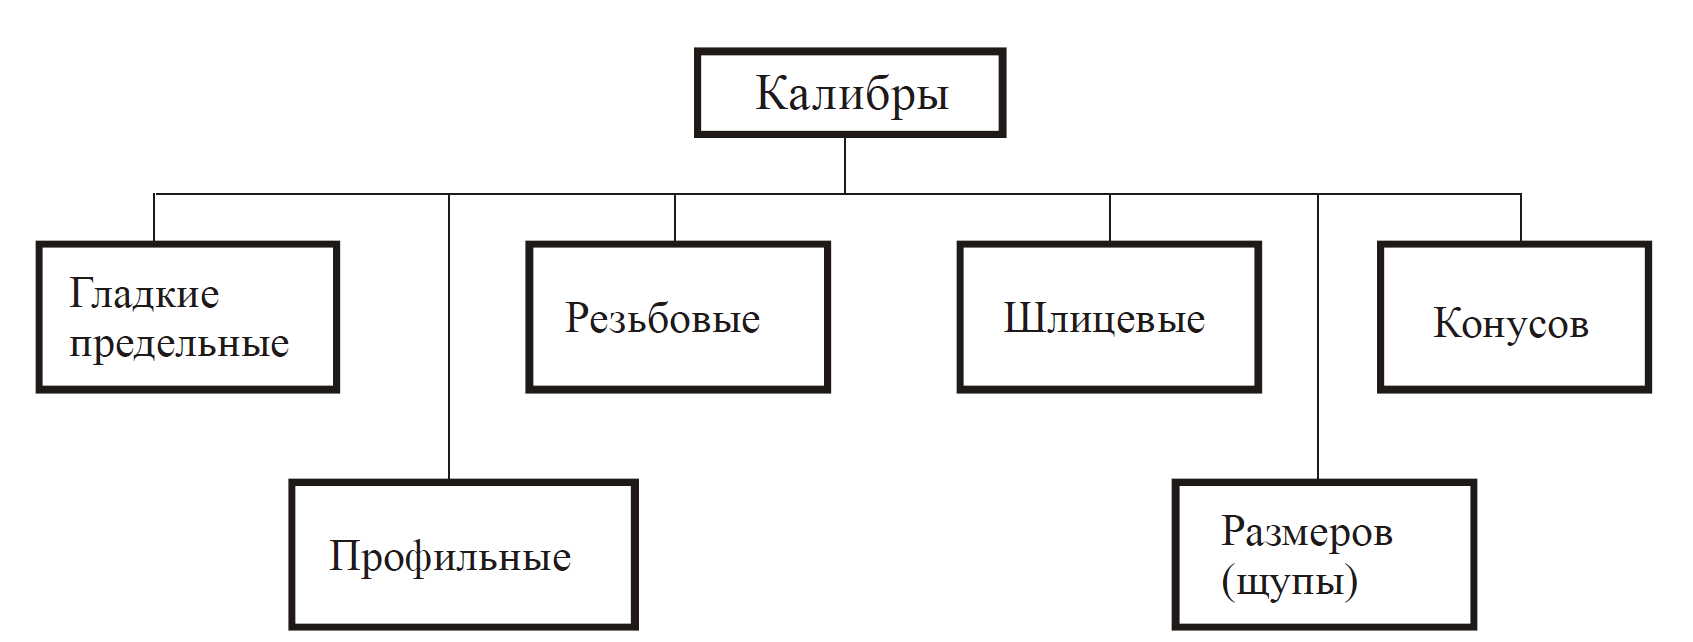 Калибры
Гладкие
предельные
Резьбовые
Шлицевые
Конусов
Профильные
Размеров
(щупы)